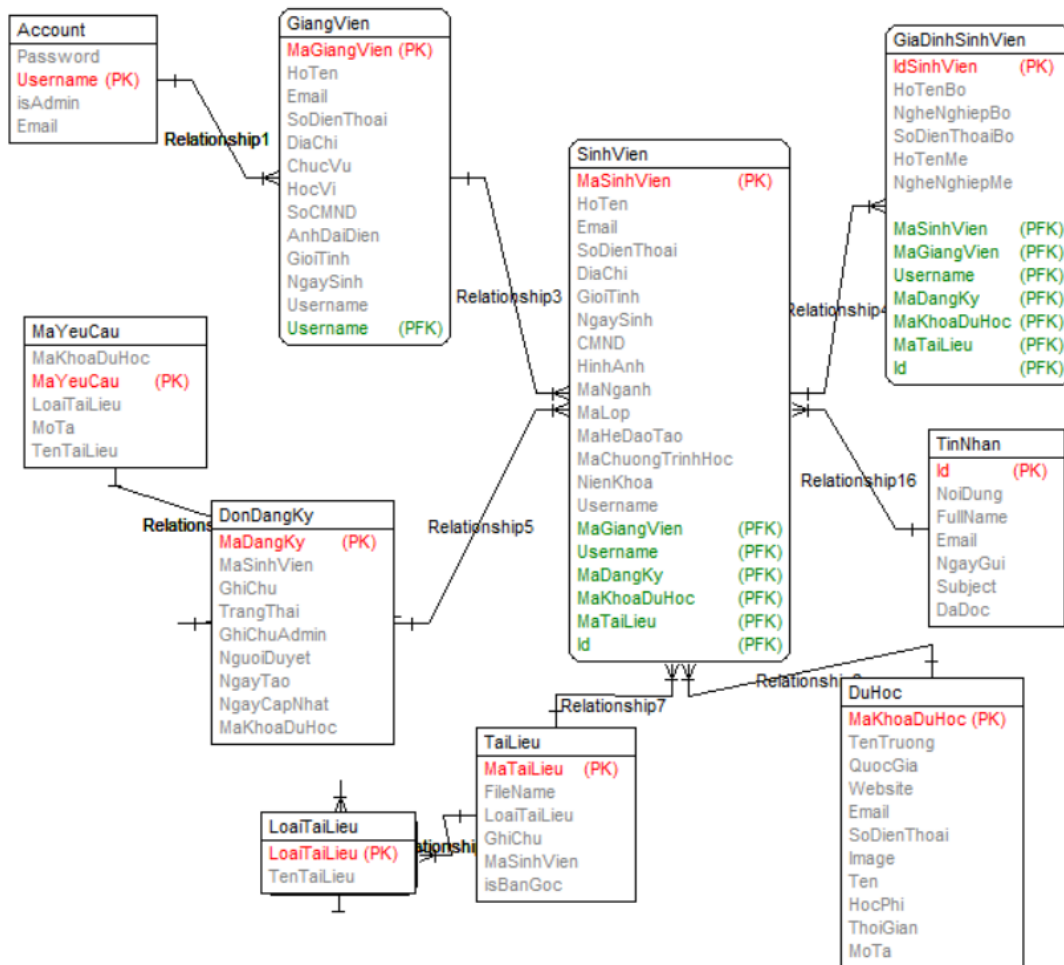 Account
Password
Username (PK)
isAdmin
Email
Relationship1
GiangVien
MaGiangVien (PK)
HoTen
Email
SoDienThoai
DiaChi
ChucVu
HocVi
SoCMND
AnhDaiDien
GioiTinh
NgaySinh
Username
Username (PFK)
Relationship3
SinhVien
MaSinhVien (PK)
HoTen
Email
SoDienThoai
DiaChi
GioiTinh
NgaySinh
CMND
HinhAnh
MaNganh
MaLop
MaHeDaoTao
MaChuongTrinhHoc
NienKhoa
Username
MaGiangVien (PFK)
Username (PFK)
MaDangKy (PFK)
MaKhoaDuHoc (PFK)
MaTaiLieu (PFK)
Id (PFK)
GiaDinhSinhVien
IdSinhVien (PK)
HoTenBo
NgheNghiepBo
SoDienThoaiBo
HoTenMe
NgheNghiepMe
MaSinhVien (PFK)
MaGiangVien (PFK)
Username (PFK)
MaDangKy (PFK)
MaKhoaDuHoc (PFK)
MaTaiLieu (PFK)
Id (PFK)
MaYeuCau
MaKhoaDuHoc
MaYeuCau (PK)
LoaiTaiLieu
MoTa
TenTaiLieu
DonDangKy
MaDangKy (PK)
MaSinhVien
GhiChu
TrangThai
GhiChuAdmin
NguoiDuyet
NgayTao
NgayCapNhat
MaKhoaDuHoc
Relationship5
TinNhan
Id (PK)
NoiDung
FullName
Email
NgayGui
Subject
DaDoc
Relationship16
Relationship7
TaiLieu
MaTaiLieu (PK)
FileName
LoaiTaiLieu
GhiChu
MaSinhVien
isBanGoc
LoaiTaiLieu
LoaiTaiLieu (PK)
TenTaiLieu
DuHoc
MaKhoaDuHoc (PK)
TenTruong
QuocGia
Website
Email
SoDienThoai
Image
Ten
HocPhi
ThoiGian
MoTa